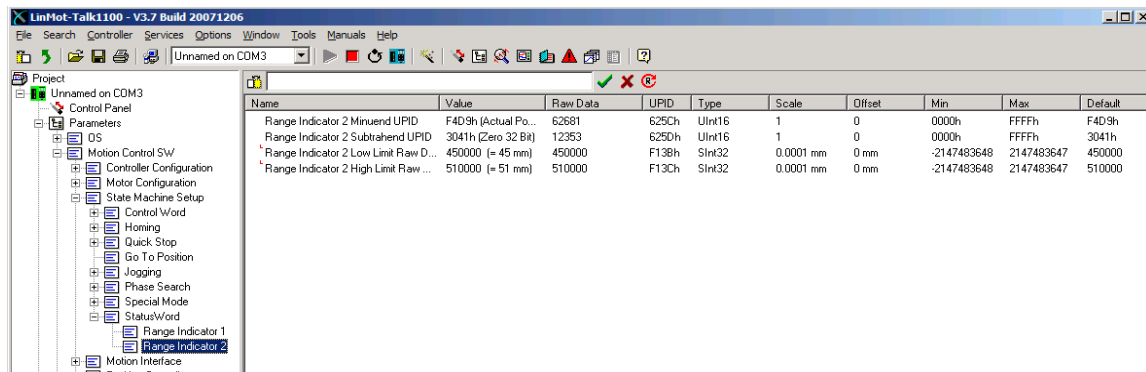 LinMot-Talk1100 - V3.7 Build 20071206
File Search Controller Services Options Window Tools Manuals Help
Unnamed on COM3
Project
Unnamed on COM3
Control Panel
Parameters
OS
Motion Control SW
Controller Configuration
Motor Configuration
State Machine Setup
Control Word
Homing
Quick Stop
Go To Position
Jogging
Phase Search
Special Mode
StatusWord
Range Indicator 1
Range Indicator 2
Motion Interface
Name Value Raw Data UPID Type Scale Offset Min Max Default
Range Indicator 2 Minuend UPID F4D9h (Actual Po... 62681 625Ch UInt16 1 0 0000h FFFFh F4D9h
Range Indicator 2 Subtrahend UPID 3041h (Zero 32 Bit) 12353 625Dh UInt16 1 0 0000h FFFFh 3041h
Range Indicator 2 Low Limit Raw D... 450000 (= 45 mm) 450000 F13Bh SInt32 0.0001 mm 0 mm -2147483648 2147483647 450000
Range Indicator 2 High Limit Raw ... 510000 (= 51 mm) 510000 F13Ch SInt32 0.0001 mm 0 mm -2147483648 2147483647 510000